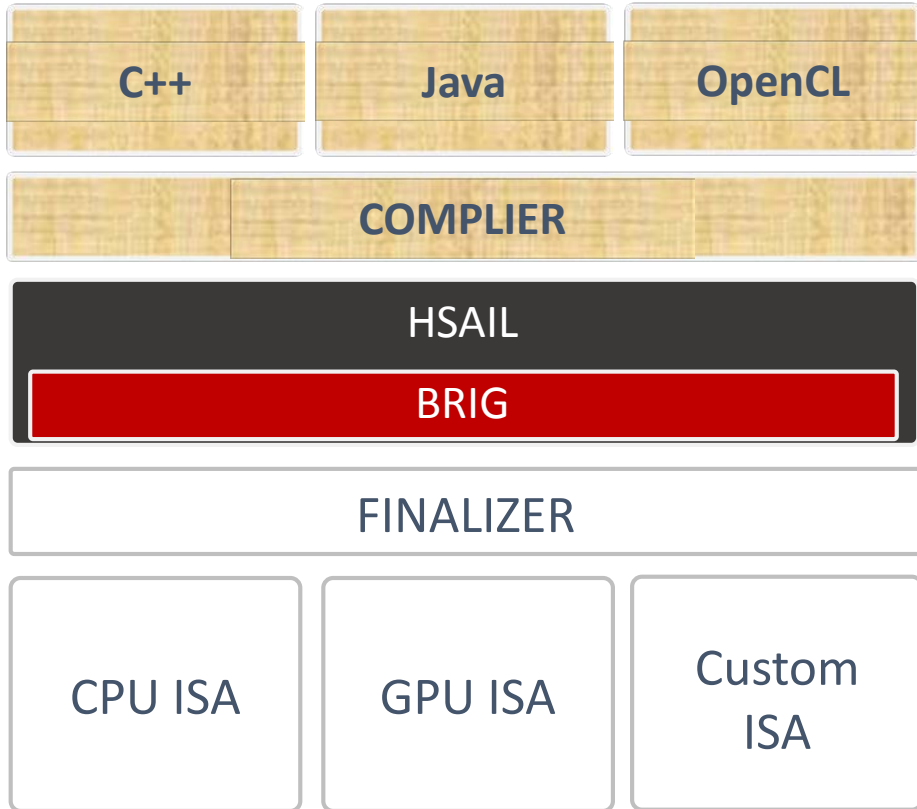 C++
Java
OpenCL
COMPLIER
HSAIL
BRIG
FINALIZER
CPU ISA
GPU ISA
Custom
ISA